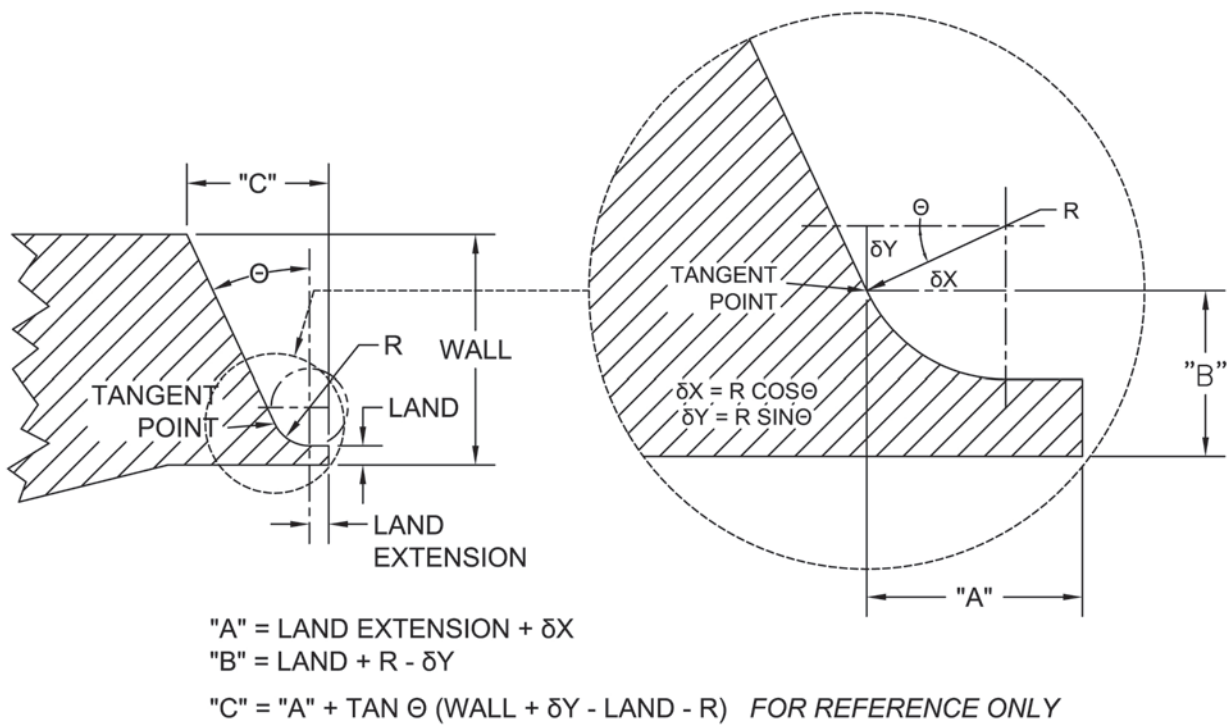 "C"
Θ
R
WALL
TANGENT
POINT
LAND
LAND
EXTENSION
Θ
R
δY
δX
TANGENT
POINT
"B"
δX = R COSΘ
δY = R SINΘ
"A"
"A" = LAND EXTENSION + δX
"B" = LAND + R - δY
"C" = "A" + TAN Θ (WALL + δY - LAND - R) FOR REFERENCE ONLY